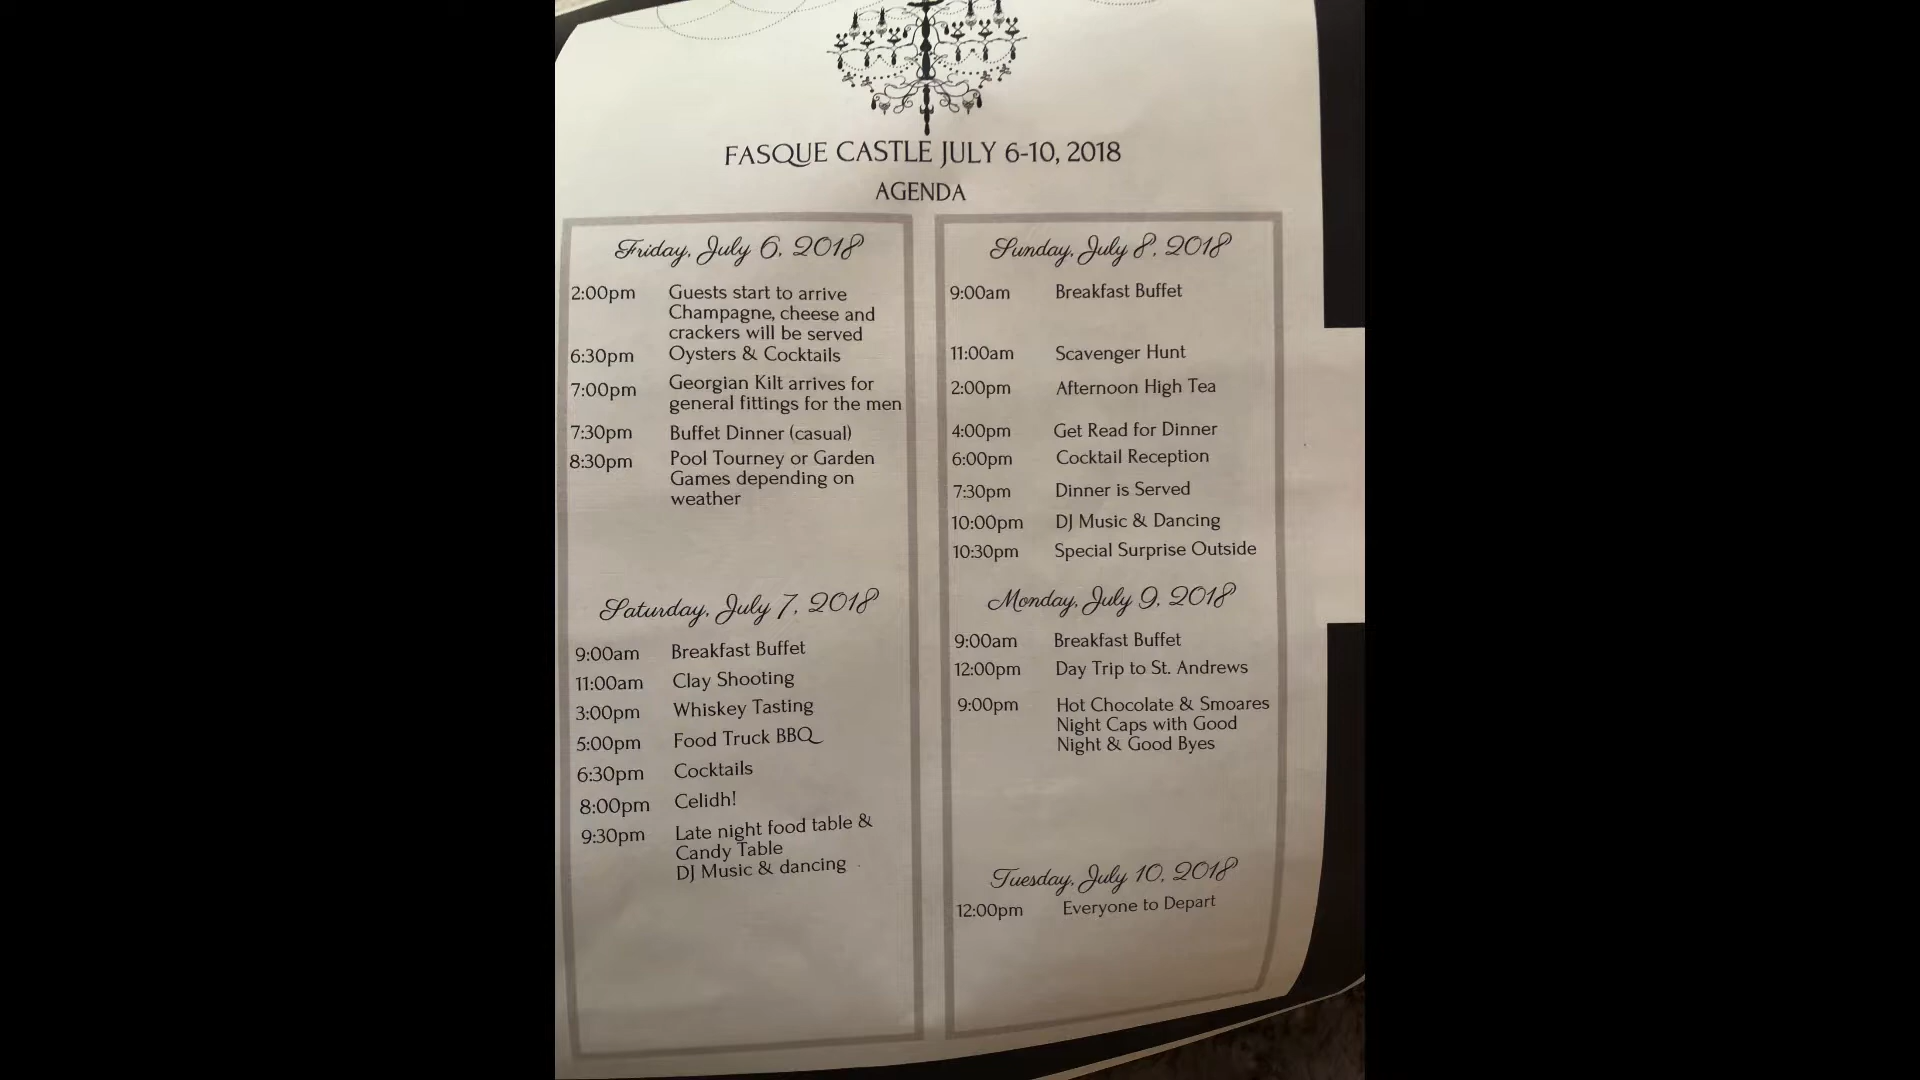 FASQUE CASTLE JULY 6-10, 2018
AGENDA
Friday, July 6, 2018
2:00pm Guests start to arrive
Champagne, cheese and
crackers will be served
6:30pm Oysters & Cocktails
7:00pm Georgian Kilt arrives for
general fittings for the men
7:30pm Buffet Dinner (casual)
8:30pm Pool Tourney or Garden
Games depending on
weather
Saturday, July 7, 2018
9:00am Breakfast Buffet
11:00am Clay Shooting
3:00pm Whiskey Tasting
5:00pm Food Truck BBQ
6:30pm Cocktails
8:00pm Celidh!
9:30pm Late night food table &
Candy Table
DJ Music & dancing
Sunday, July 8, 2018
9:00am Breakfast Buffet
11:00am Scavenger Hunt
2:00pm Afternoon High Tea
4:00pm Get Read for Dinner
6:00pm Cocktail Reception
7:30pm Dinner is Served
10:00pm DJ Music & Dancing
10:30pm Special Surprise Outside
Monday, July 9, 2018
9:00am Breakfast Buffet
12:00pm Day Trip to St. Andrews
9:00pm Hot Chocolate & Smoares
Night Caps with Good
Night & Good Byes
Tuesday, July 10, 2018
12:00pm Everyone to Depart